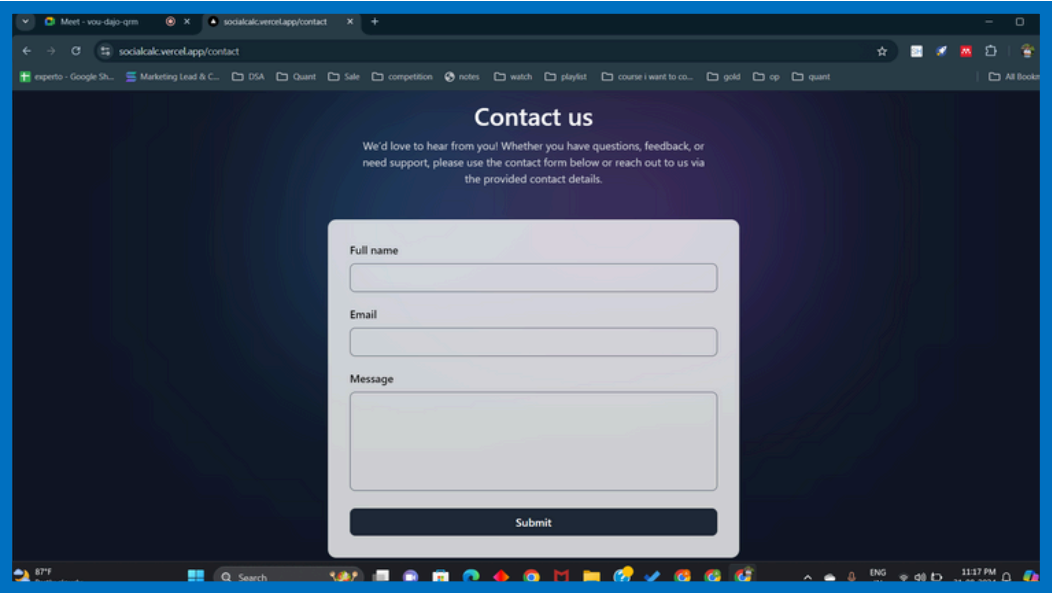 Meet - vou-dajo-qrm
socialcalc.vercel.app/contact
socialcalc.vercel.app/contact
experto - Google Sh...
Marketing Lead & C...
DSA
Quant
Sale
competition
notes
watch
playlist
course i want to co...
gold
op
quant
All Bookm
Contact us
We'd love to hear from you! Whether you have questions, feedback, or
need support, please use the contact form below or reach out to us via
the provided contact details.
Full name
Email
Message
Submit
87°F
Search
ENG
11:17 PM